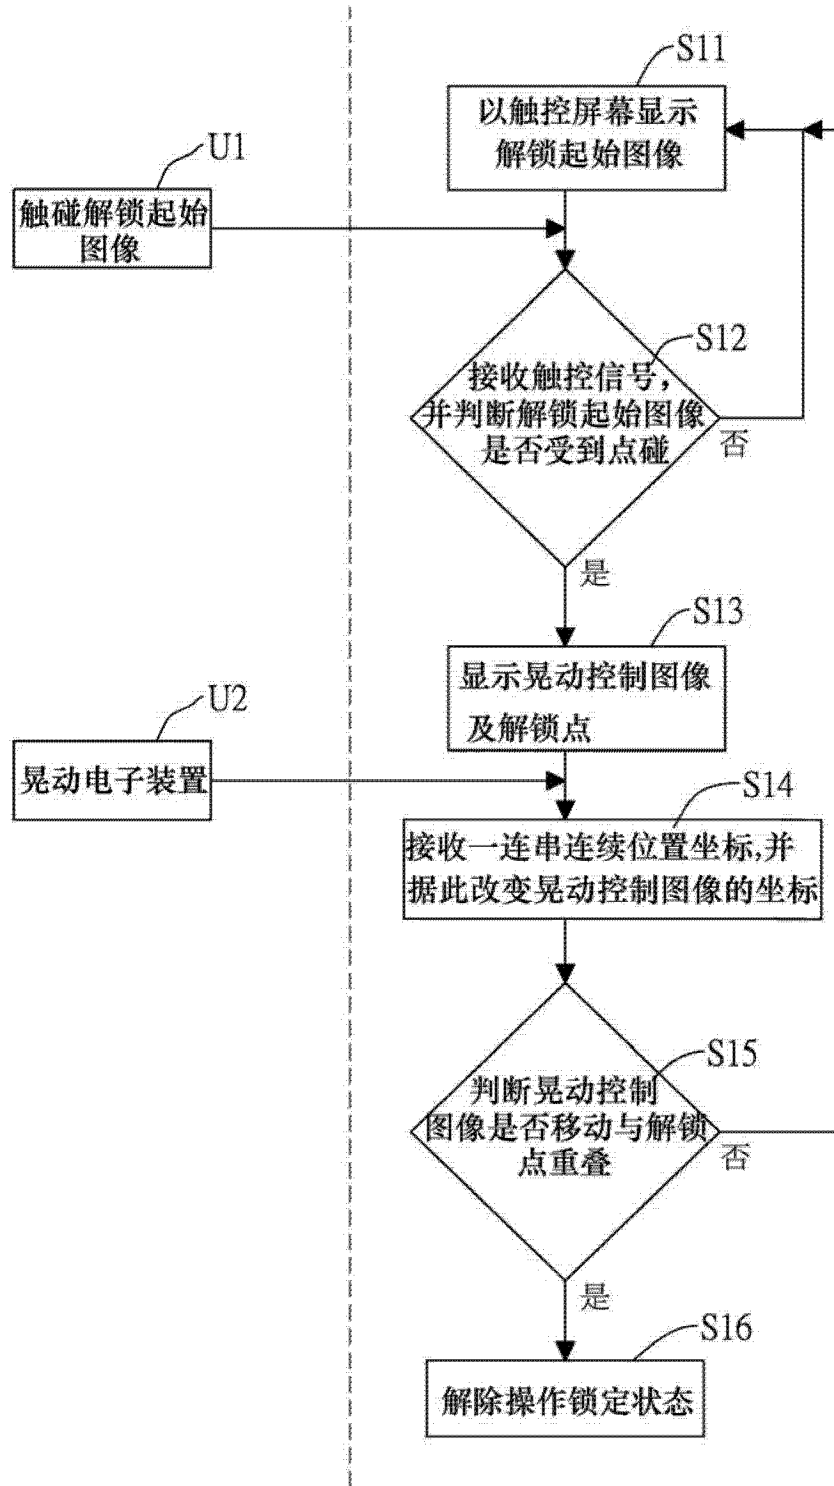 S11
以触控屏幕显示
解锁起始图像
U1
触碰解锁起始
图像
S12
接收触控信号，
并判断解锁起始图像
是否受到点碰
否
是
S13
显示晃动控制图像
及解锁点
U2
晃动电子装置
S14
接收一连串连续位置坐标,并
据此改变晃动控制图像的坐标
S15
判断晃动控制
图像是否移动与解锁
点重叠
否
是
S16
解除操作锁定状态